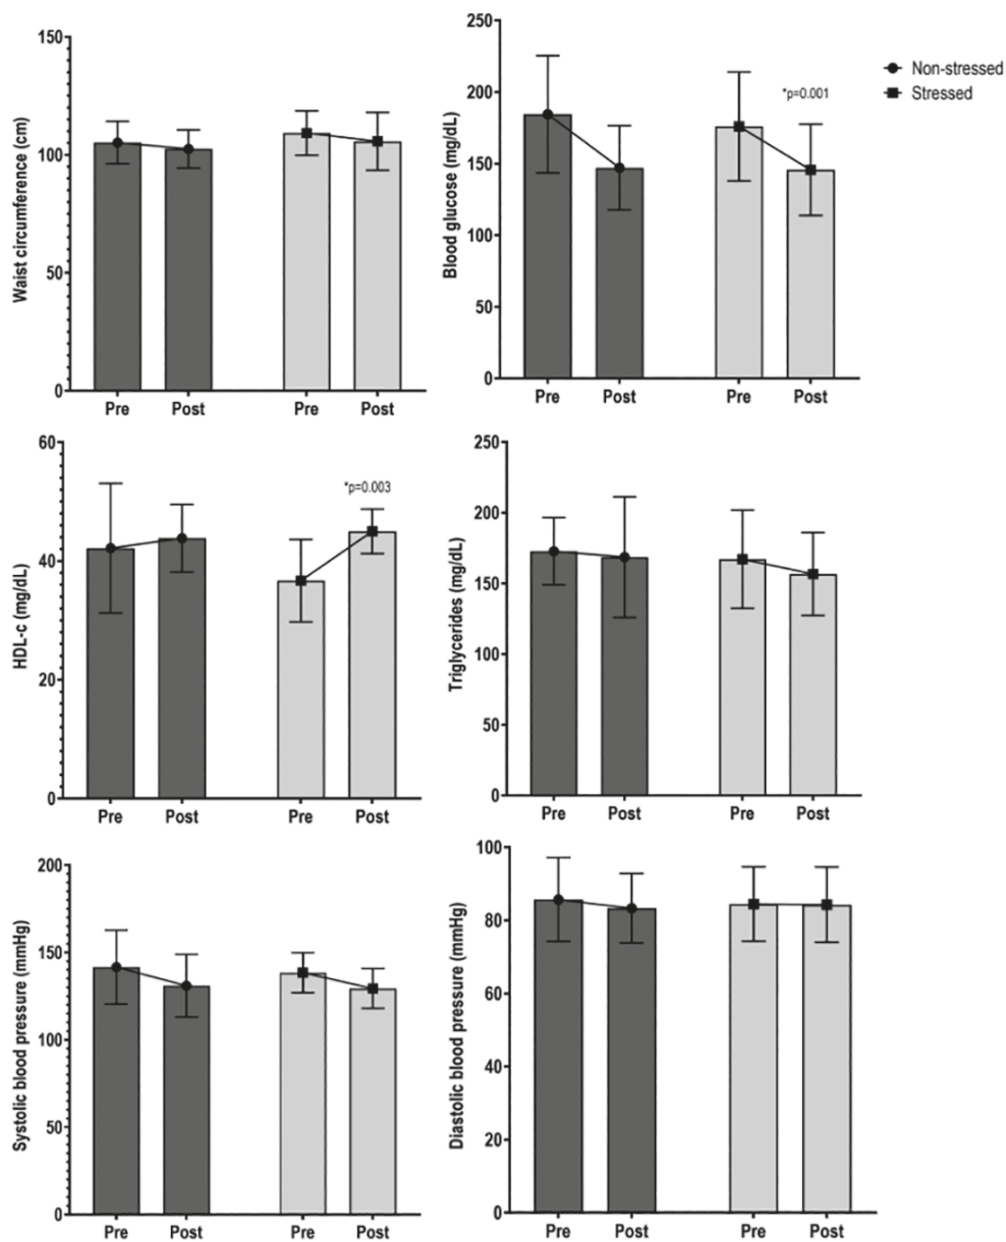 Waist circumference (cm)
150
100
50
0
Pre
Post
Pre
Post
Blood glucose (mg/dL)
250
200
150
100
50
0
*p=0.001
Pre
Post
Pre
Post
Non-stressed
Stressed
HDL-c (mg/dL)
60
40
20
0
*p=0.003
Pre
Post
Pre
Post
Triglycerides (mg/dL)
250
200
150
100
50
0
Pre
Post
Pre
Post
Systolic blood pressure (mmHg)
200
150
100
50
0
Pre
Post
Pre
Post
Diastolic blood pressure (mmHg)
100
80
60
40
20
0
Pre
Post
Pre
Post